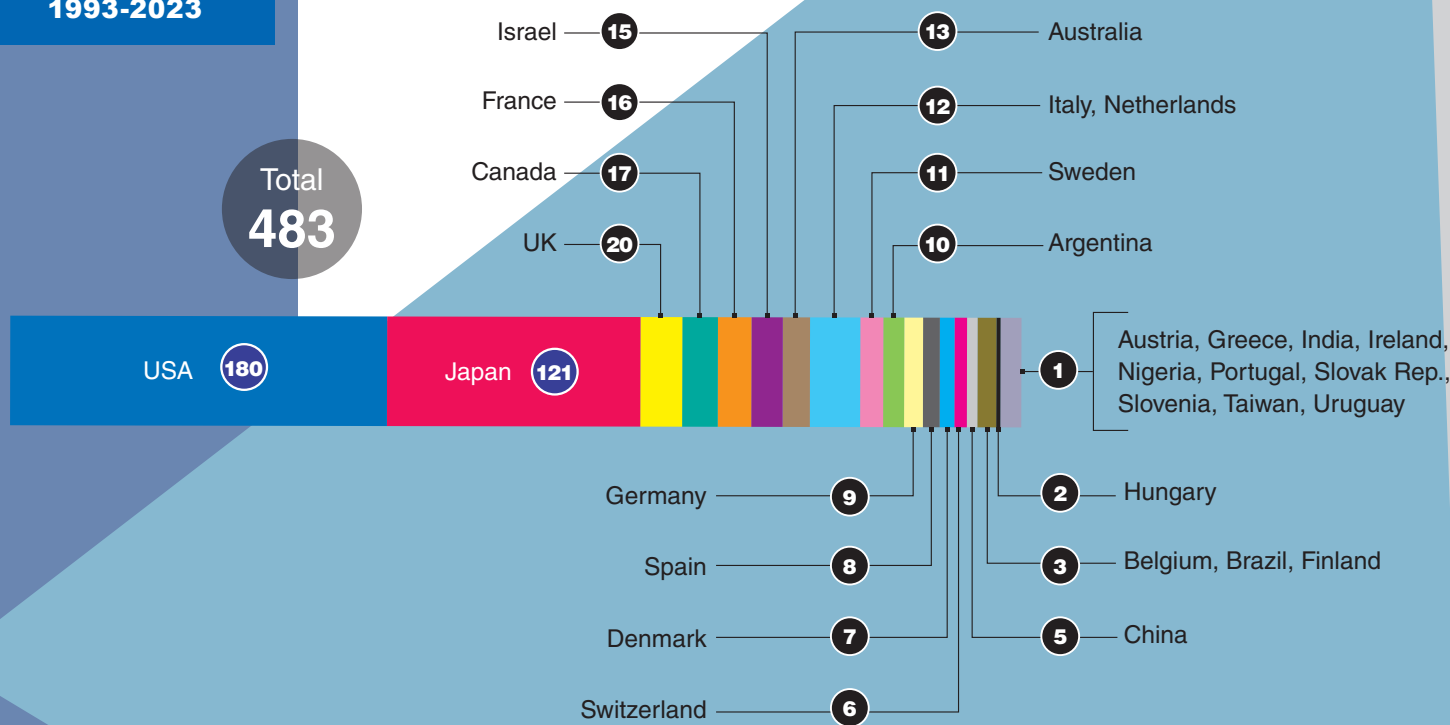 1993-2023
Total
483
Israel 15
France 16
Canada 17
UK 20
13 Australia
12 Italy, Netherlands
11 Sweden
10 Argentina
USA 180
Japan 121
1
Austria, Greece, India, Ireland,
Nigeria, Portugal, Slovak Rep.,
Slovenia, Taiwan, Uruguay
Germany 9
Spain 8
Denmark 7
Switzerland 6
2 Hungary
3 Belgium, Brazil, Finland
5 China